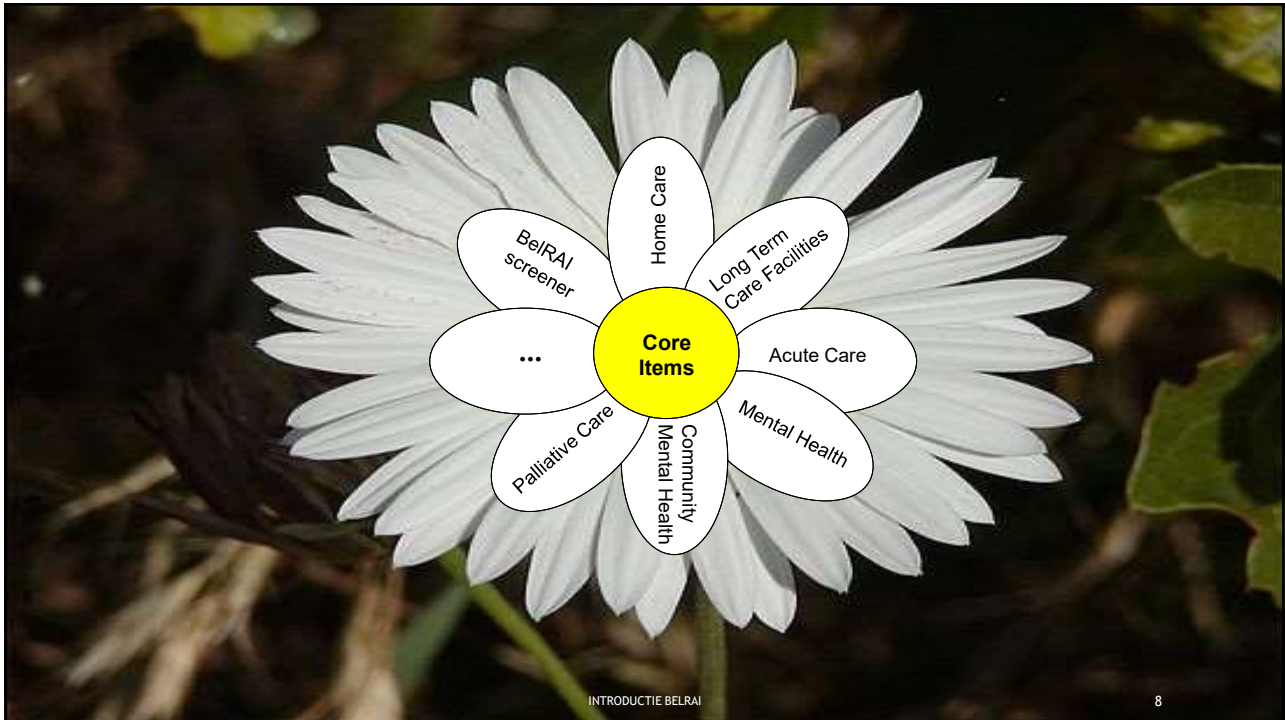 Home Care
Long Term
Care Facilities
Acute Care
Mental Health
Community
Mental Health
Palliative Care
...
BelRAI
screener
Core
Items
INTRODUCTIE BELRAI
8